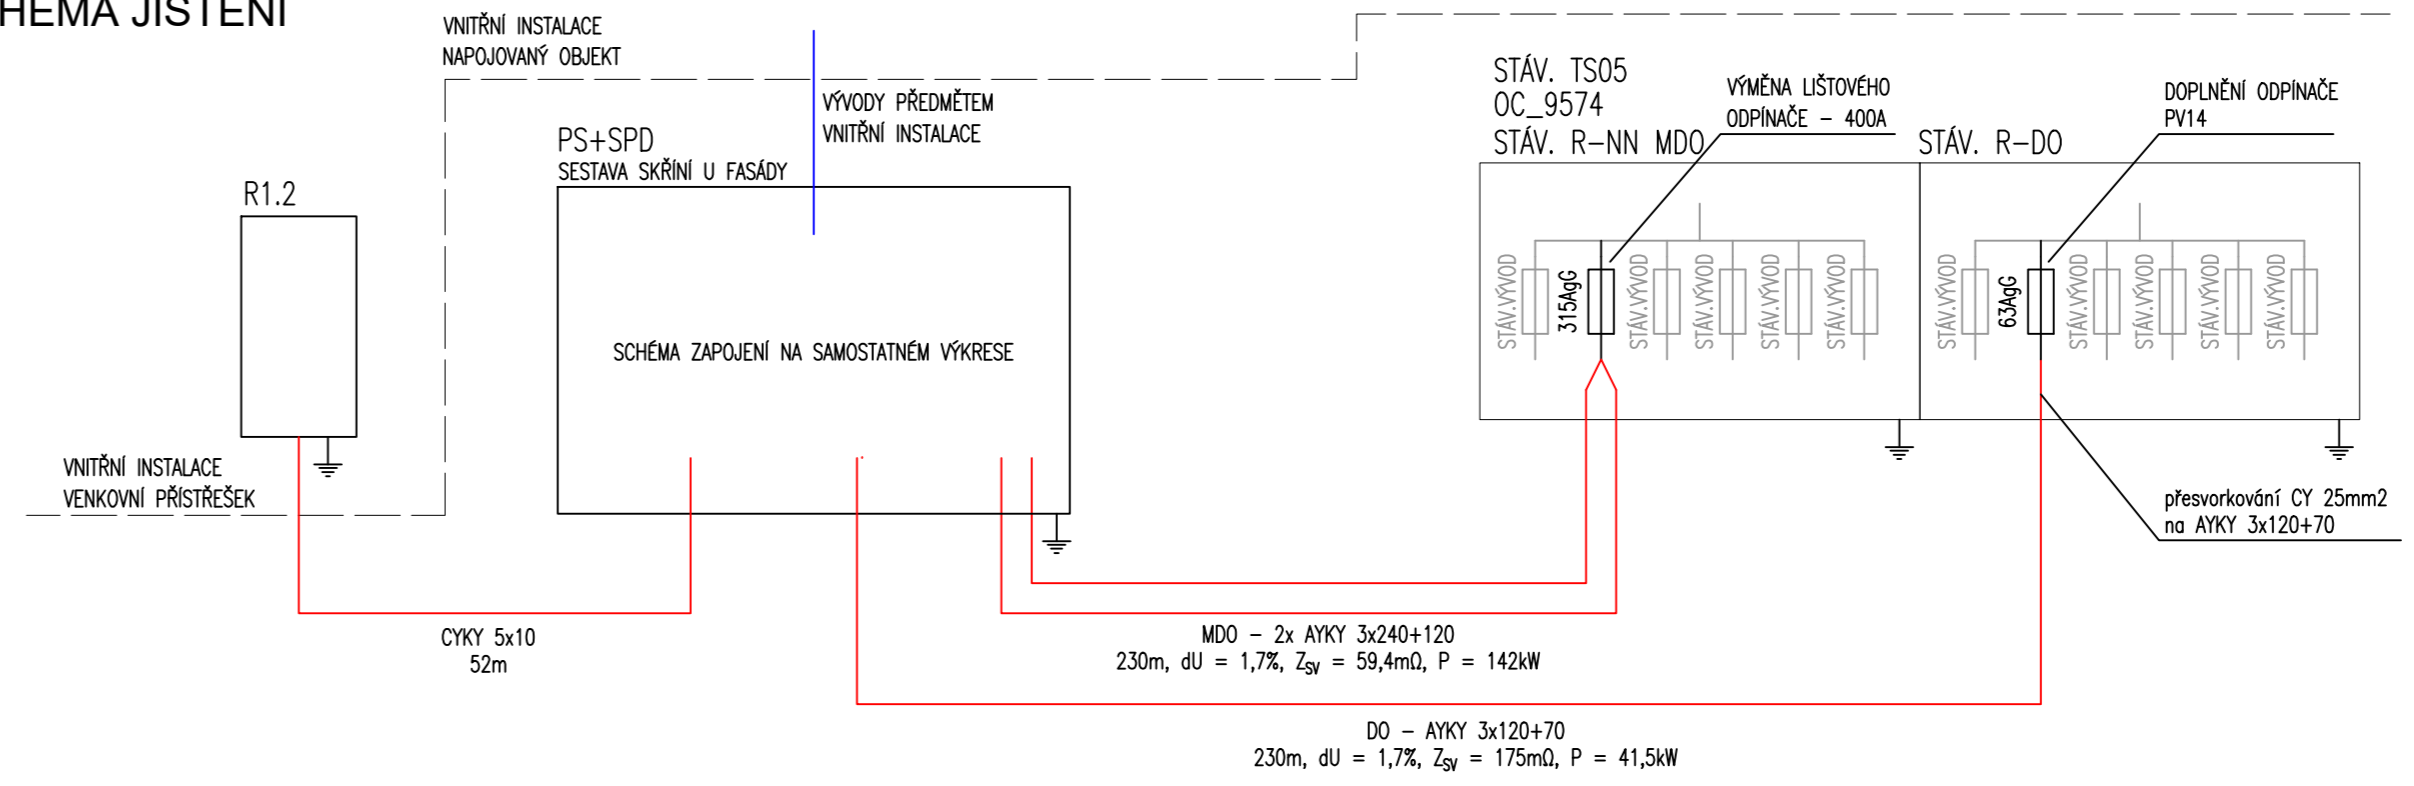 HEMA JIŠTĚNÍ
VNITŘNÍ INSTALACE
NAPOJOVANÝ OBJEKT
VÝVODY PŘEDMĚTEM
VNITŘNÍ INSTALACE
PS+SPD
SESTAVA SKŘÍNÍ U FASÁDY
R1.2
SCHÉMA ZAPOJENÍ NA SAMOSTATNÉM VÝKRESE
VNITŘNÍ INSTALACE
VENKOVNÍ PŘÍSTŘEŠEK
STÁV. TS05
OC_9574
STÁV. R-NN MDO
VÝMĚNA LIŠTOVÉHO
ODPÍNAČE - 400A
STÁV. R-DO
DOPLNĚNÍ ODPÍNAČE
PV14
STÁV.VÝVOD
315AgG
STÁV.VÝVOD
STÁV.VÝVOD
STÁV.VÝVOD
STÁV.VÝVOD
STÁV.VÝVOD
63AgG
STÁV.VÝVOD
STÁV.VÝVOD
STÁV.VÝVOD
STÁV.VÝVOD
přesvorkování CY 25mm2
na AYKY 3x120+70
CYKY 5x10
52m
MDO - 2x AYKY 3x240+120
230m, dU = 1,7%, Zsv = 59,4mΩ, P = 142kW
DO - AYKY 3x120+70
230m, dU = 1,7%, Zsv = 175mΩ, P = 41,5kW